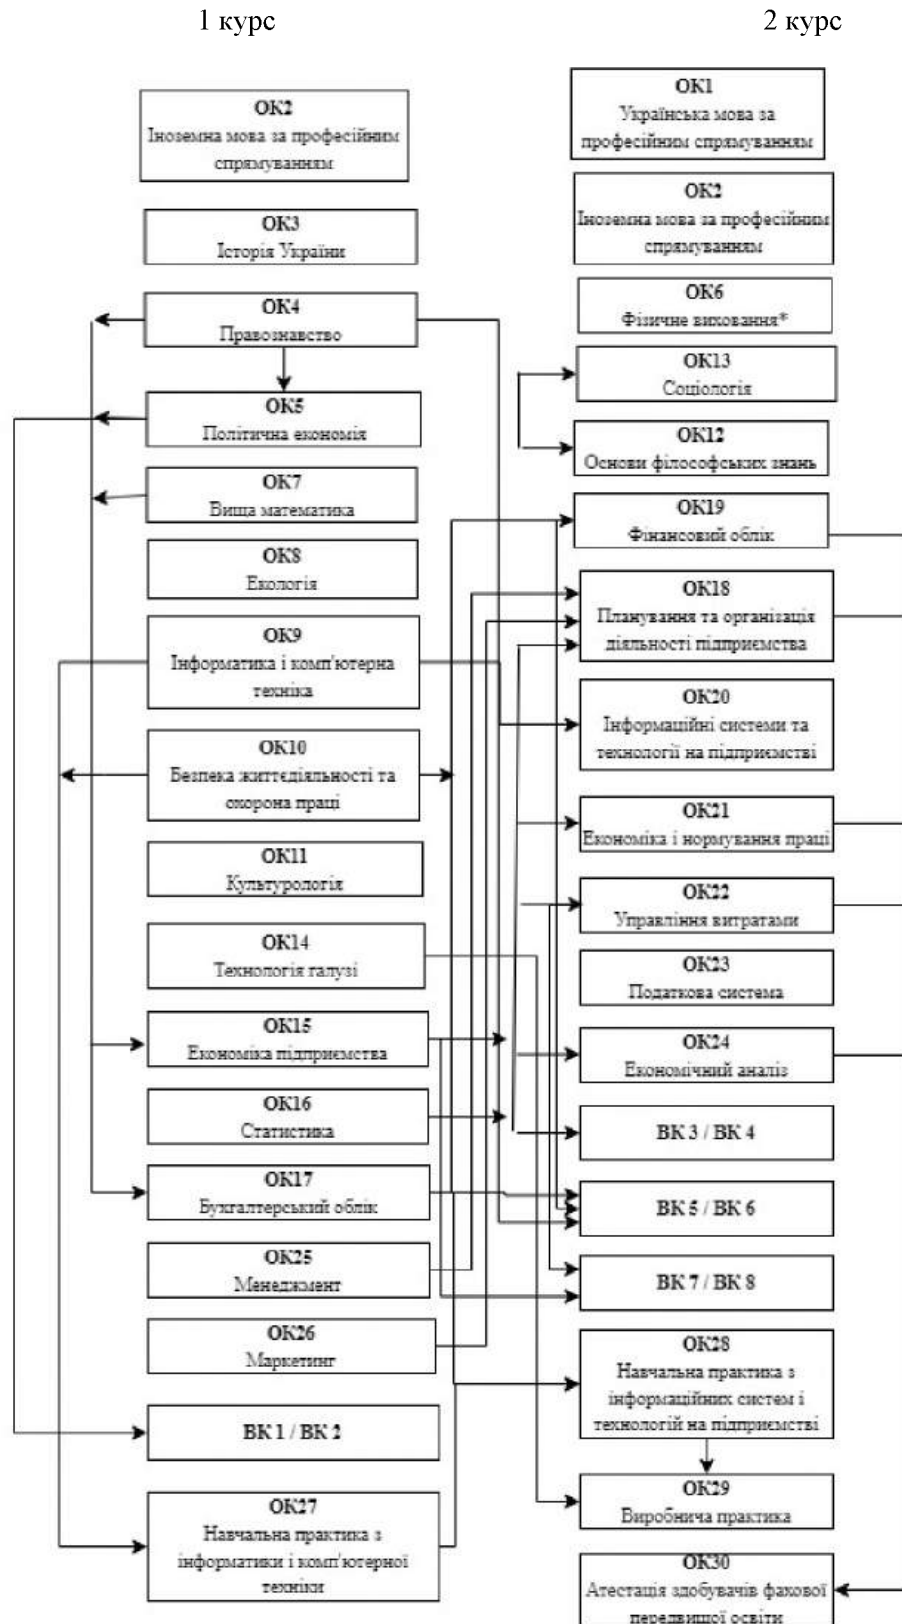 1 курс
2 курс
ОК2
Іноземна мова за професійним
спрямуванням
ОК3
Історія України
ОК4
Правознавство
ОК5
Політична економія
ОК7
Вища математика
ОК8
Екологія
ОК9
Інформатика і комп'ютерна
техніка
ОК10
Безпека життєдіяльності та
охорона праці
ОК11
Культурологія
ОК14
Технологія галузі
ОК15
Економіка підприємства
ОК16
Статистика
ОК17
Бухгалтерський облік
ОК25
Менеджмент
ОК26
Маркетинг
ВК 1 / ВК 2
ОК27
Навчальна практика з
інформатики і комп'ютерної
техніки
ОК1
Українська мова за
професійним спрямуванням
ОК2
Іноземна мова за професійним
спрямуванням
ОК6
Фізичне виховання*
ОК13
Соціологія
ОК12
Основи філософських знань
ОК19
Фінансовий облік
ОК18
Планування та організація
діяльності підприємства
ОК20
Інформаційні системи та
технології на підприємстві
ОК21
Економіка і нормування праці
ОК22
Управління витратами
ОК23
Податкова система
ОК24
Економічний аналіз
ВК 3 / ВК 4
ВК 5 / ВК 6
ВК 7 / ВК 8
ОК28
Навчальна практика з
інформаційних систем і
технологій на підприємстві
ОК29
Виробнича практика
ОК30
Атестація здобувачів фахової
передвищої освіти